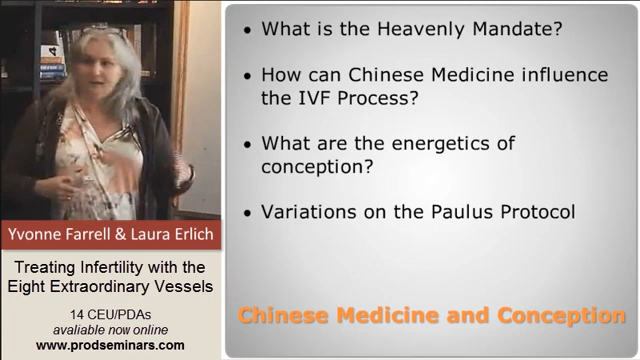 Yvonne Farrell & Laura Erlich
Treating Infertility with the
Eight Extraordinary Vessels
14 CEU/PDAs
avaliable now online
www.prodseminars.com
• What is the Heavenly Mandate?
• How can Chinese Medicine influence
the IVF Process?
• What are the energetics of
conception?
• Variations on the Paulus Protocol
Chinese Medicine and Conception